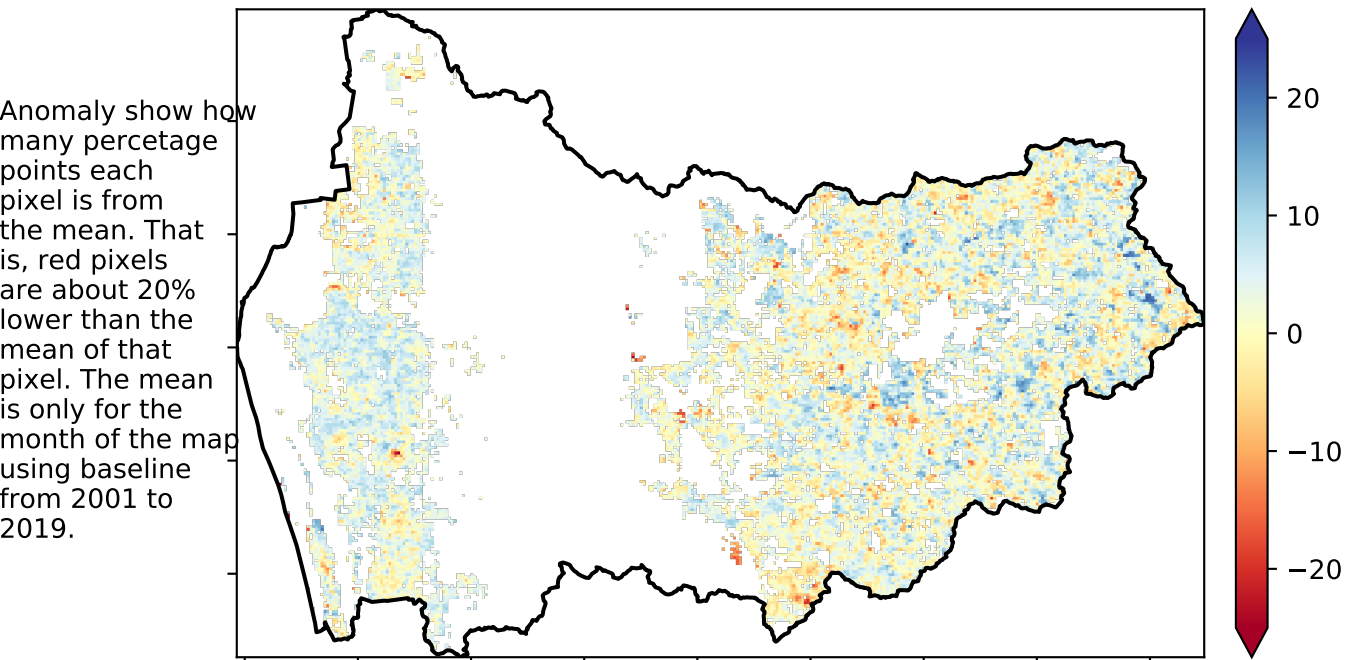 Anomaly show how
many percetage
points each
pixel is from
the mean. That
is, red pixels
are about 20%
lower than the
mean of that
pixel. The mean
is only for the
month of the map
using baseline
from 2001 to
2019.
20
10
0
−10
−20